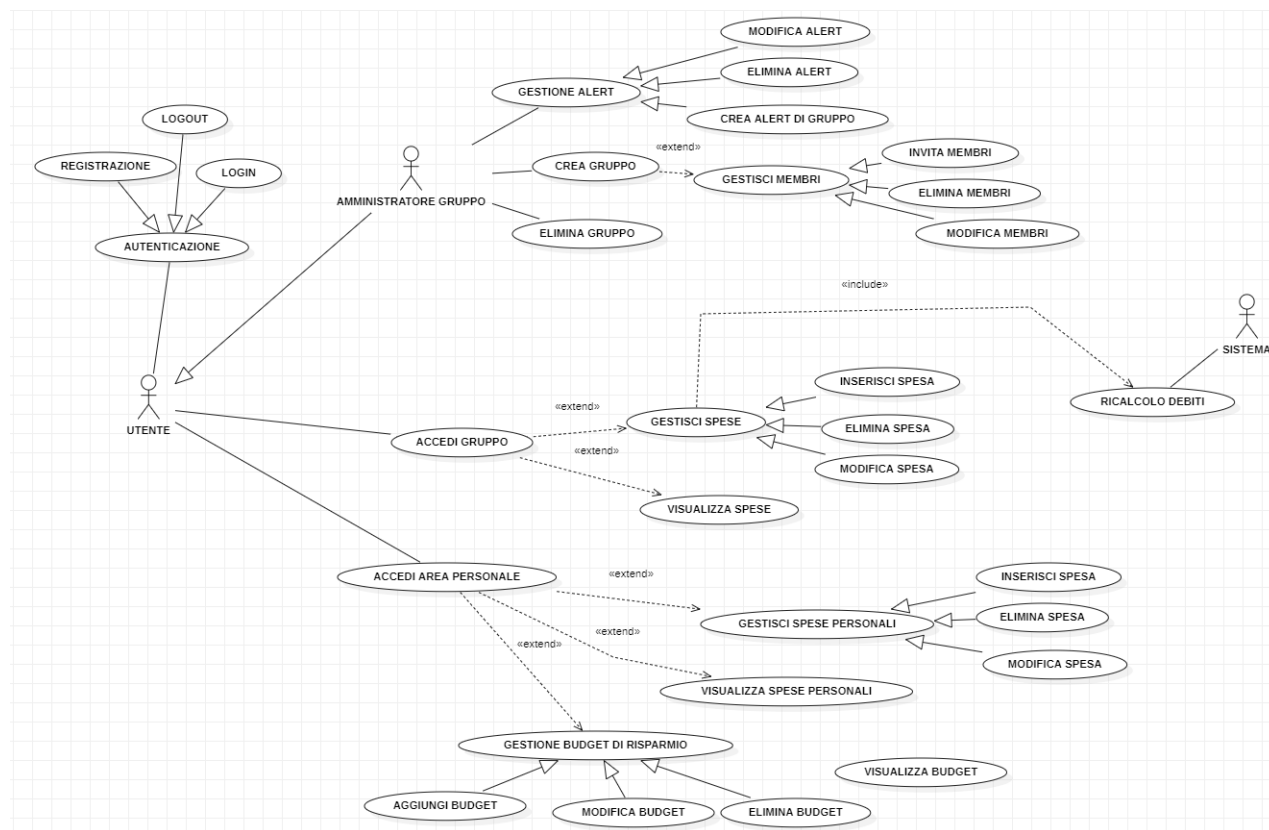 MODIFICA ALERT
ELIMINA ALERT
GESTIONE ALERT
CREA ALERT DI GRUPPO
LOGOUT
REGISTRAZIONE
LOGIN
«extend»
INVITA MEMBRI
CREA GRUPPO
GESTISCI MEMBRI
ELIMINA MEMBRI
AMMINISTRATORE GRUPPO
ELIMINA GRUPPO
MODIFICA MEMBRI
AUTENTICAZIONE
«include»
SISTEMA
INSERISCI SPESA
RICALCOLO DEBITI
«extend»
GESTISCI SPESE
UTENTE
ELIMINA SPESA
ACCEDI GRUPPO
«extend»
MODIFICA SPESA
VISUALIZZA SPESE
ACCEDI AREA PERSONALE
«extend»
INSERISCI SPESA
GESTISCI SPESE PERSONALI
ELIMINA SPESA
«extend»
«extend»
MODIFICA SPESA
VISUALIZZA SPESE PERSONALI
GESTIONE BUDGET DI RISPARMIO
VISUALIZZA BUDGET
AGGIUNGI BUDGET
MODIFICA BUDGET
ELIMINA BUDGET